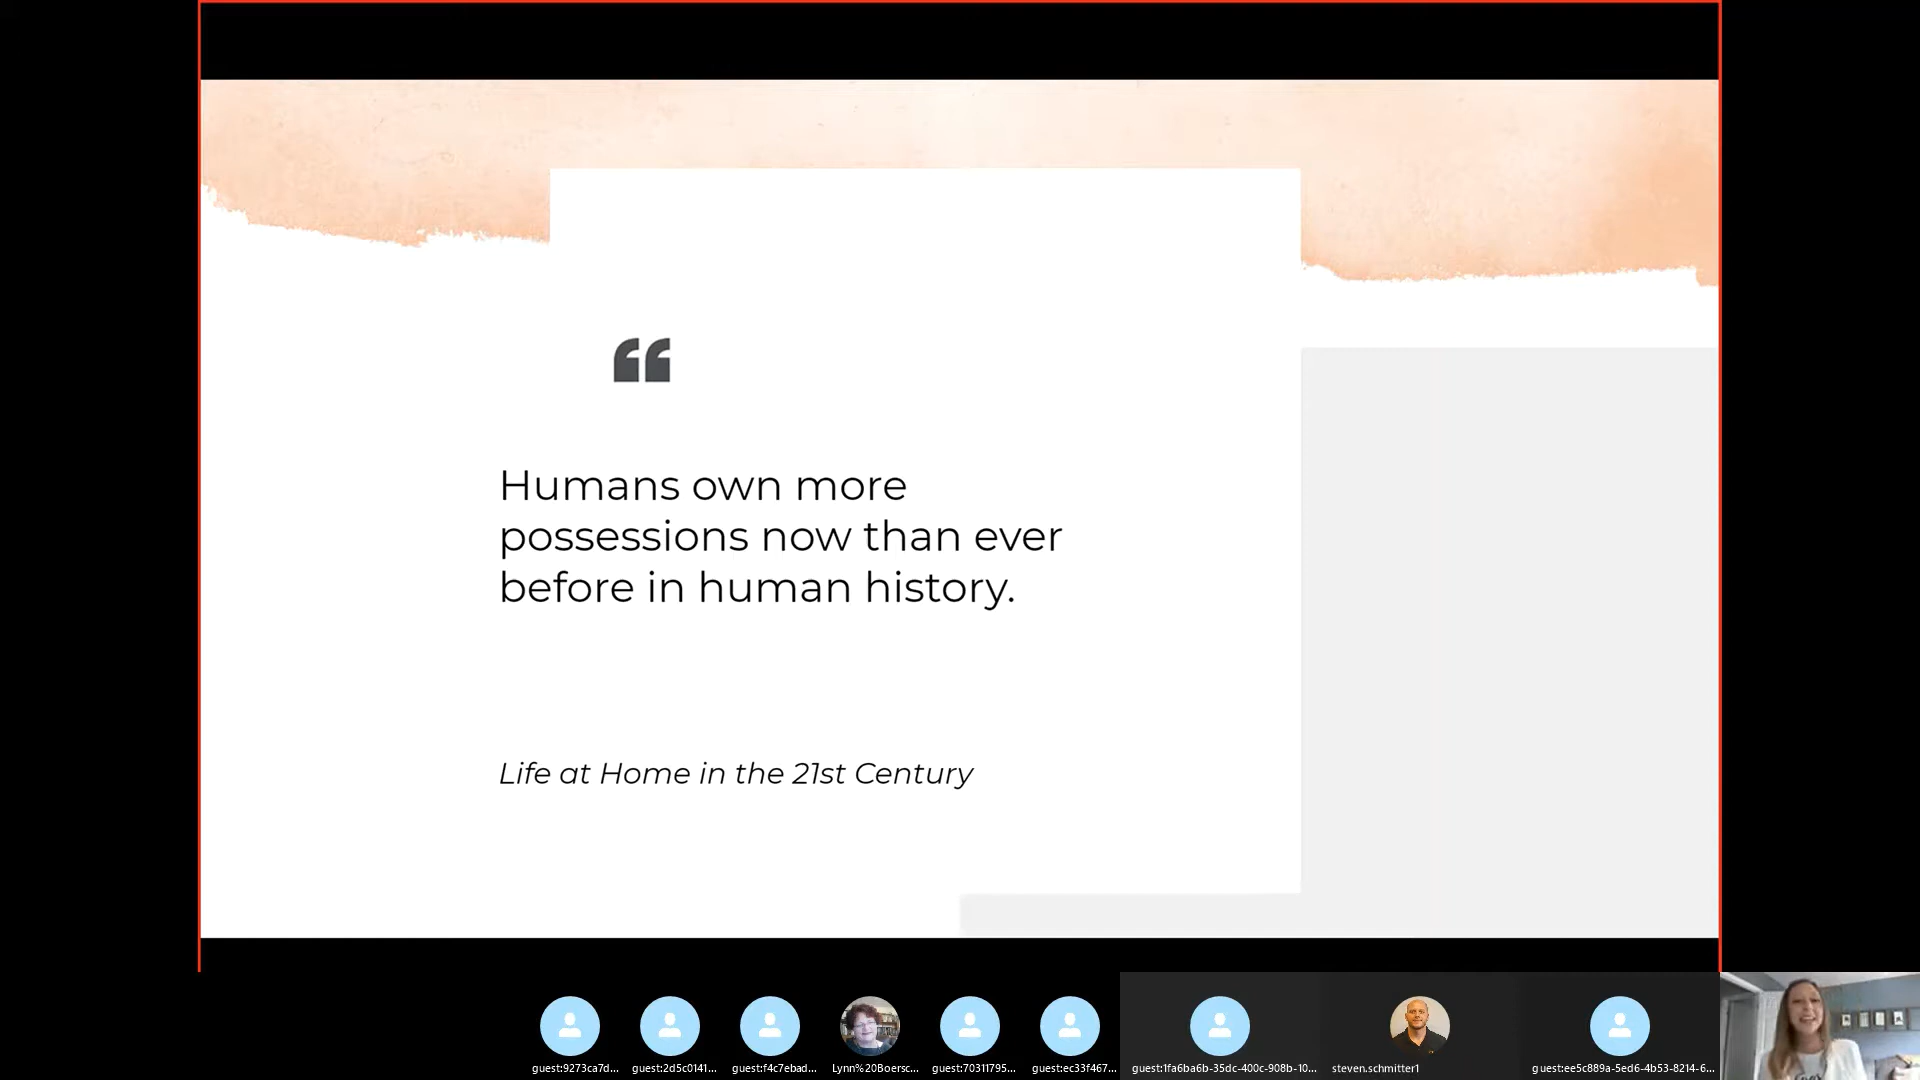 “
Humans own more
possessions now than ever
before in human history.
Life at Home in the 21st Century
guest:9273ca7d... guest:2d5c0141... guest:f4c7ebad... Lynn%20Boersc... guest:70311795... guest:ec33f467... guest:1fa6ba6b-35dc-400c-908b-10... steven.schmitter1 guest:ee5c889a-5ed6-4b53-8214-6...